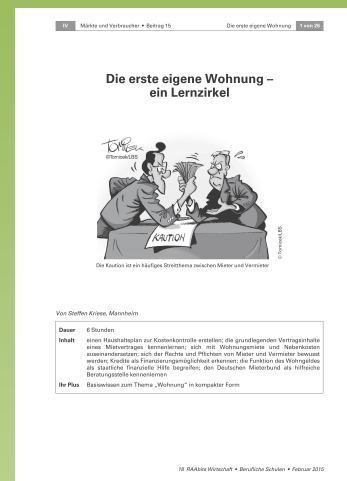 IV Märkte und Verbraucher • Beitrag 15 Die erste eigene Wohnung 1 von 26
Die erste eigene Wohnung –
ein Lernzirkel
©Tomicek/LBS
KAUTION
© Tomicek/LBS
Die Kaution ist ein häufiges Streitthema zwischen Mieter und Vermieter
Von Steffen Kriese, Mannheim
Dauer 6 Stunden
Inhalt einen Haushaltsplan zur Kostenkontrolle erstellen; die grundlegenden Vertragsinhalte
eines Mietvertrages kennenlernen; sich mit Wohnungsmiete und Nebenkosten
auseinandersetzen; sich der Rechte und Pflichten von Mieter und Vermieter bewusst
werden; Kredite als Finanzierungsmöglichkeit erkennen; die Funktion des Wohngeldes
als staatliche finanzielle Hilfe begreifen; den Deutschen Mieterbund als hilfreiche
Beratungsstelle kennenlernen
Ihr Plus Basiswissen zum Thema „Wohnung“ in kompakter Form
18 RAAbits Wirtschaft • Berufliche Schulen • Februar 2015